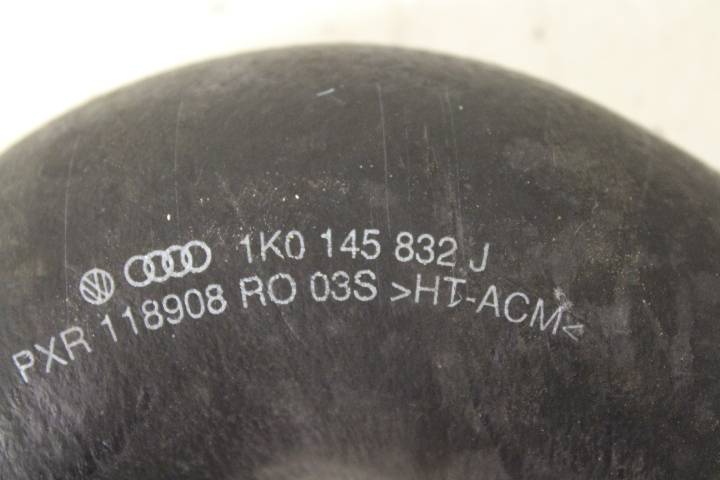 1K0 145 832 J
PXR 118908 RO 03S >HT-ACM<